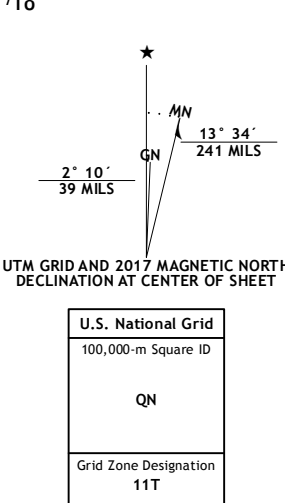 ⁷10
★
MN
13° 34´
241 MILS
GN
2° 10´
39 MILS
UTM GRID AND 2017 MAGNETIC NORTH
DECLINATION AT CENTER OF SHEET
U.S. National Grid
100,000-m Square ID
QN
Grid Zone Designation
11T